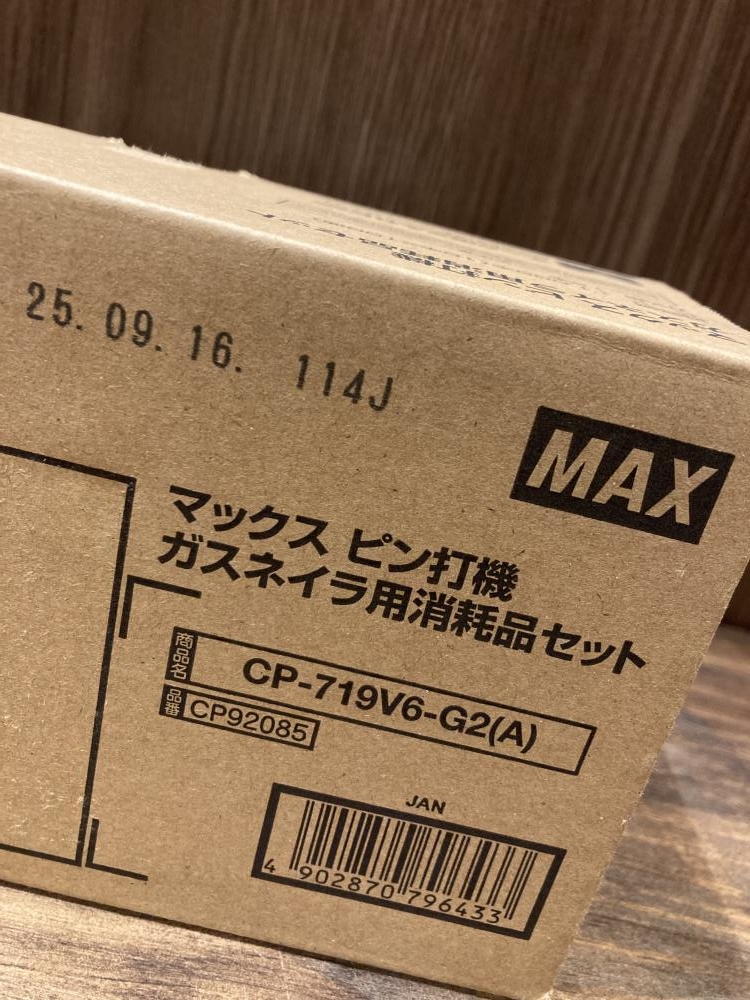 25.09.16. 114J
MAX
マックス ピン打機
ガスネイラ用消耗品セット
商品名 CP-719V6-G2(A)
品番 CP92085
JAN
4 902870 796433